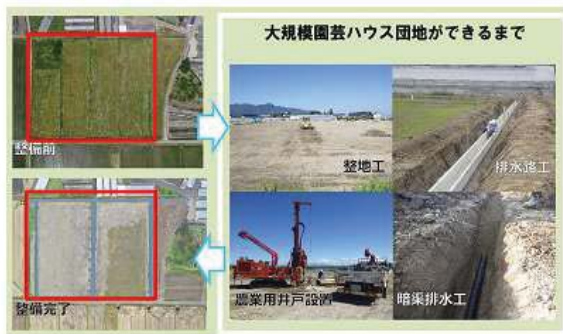 大規模園芸ハウス団地ができるまで
整備前
整地工
排水路工
農業用井戸設置
暗渠排水工
整備完了